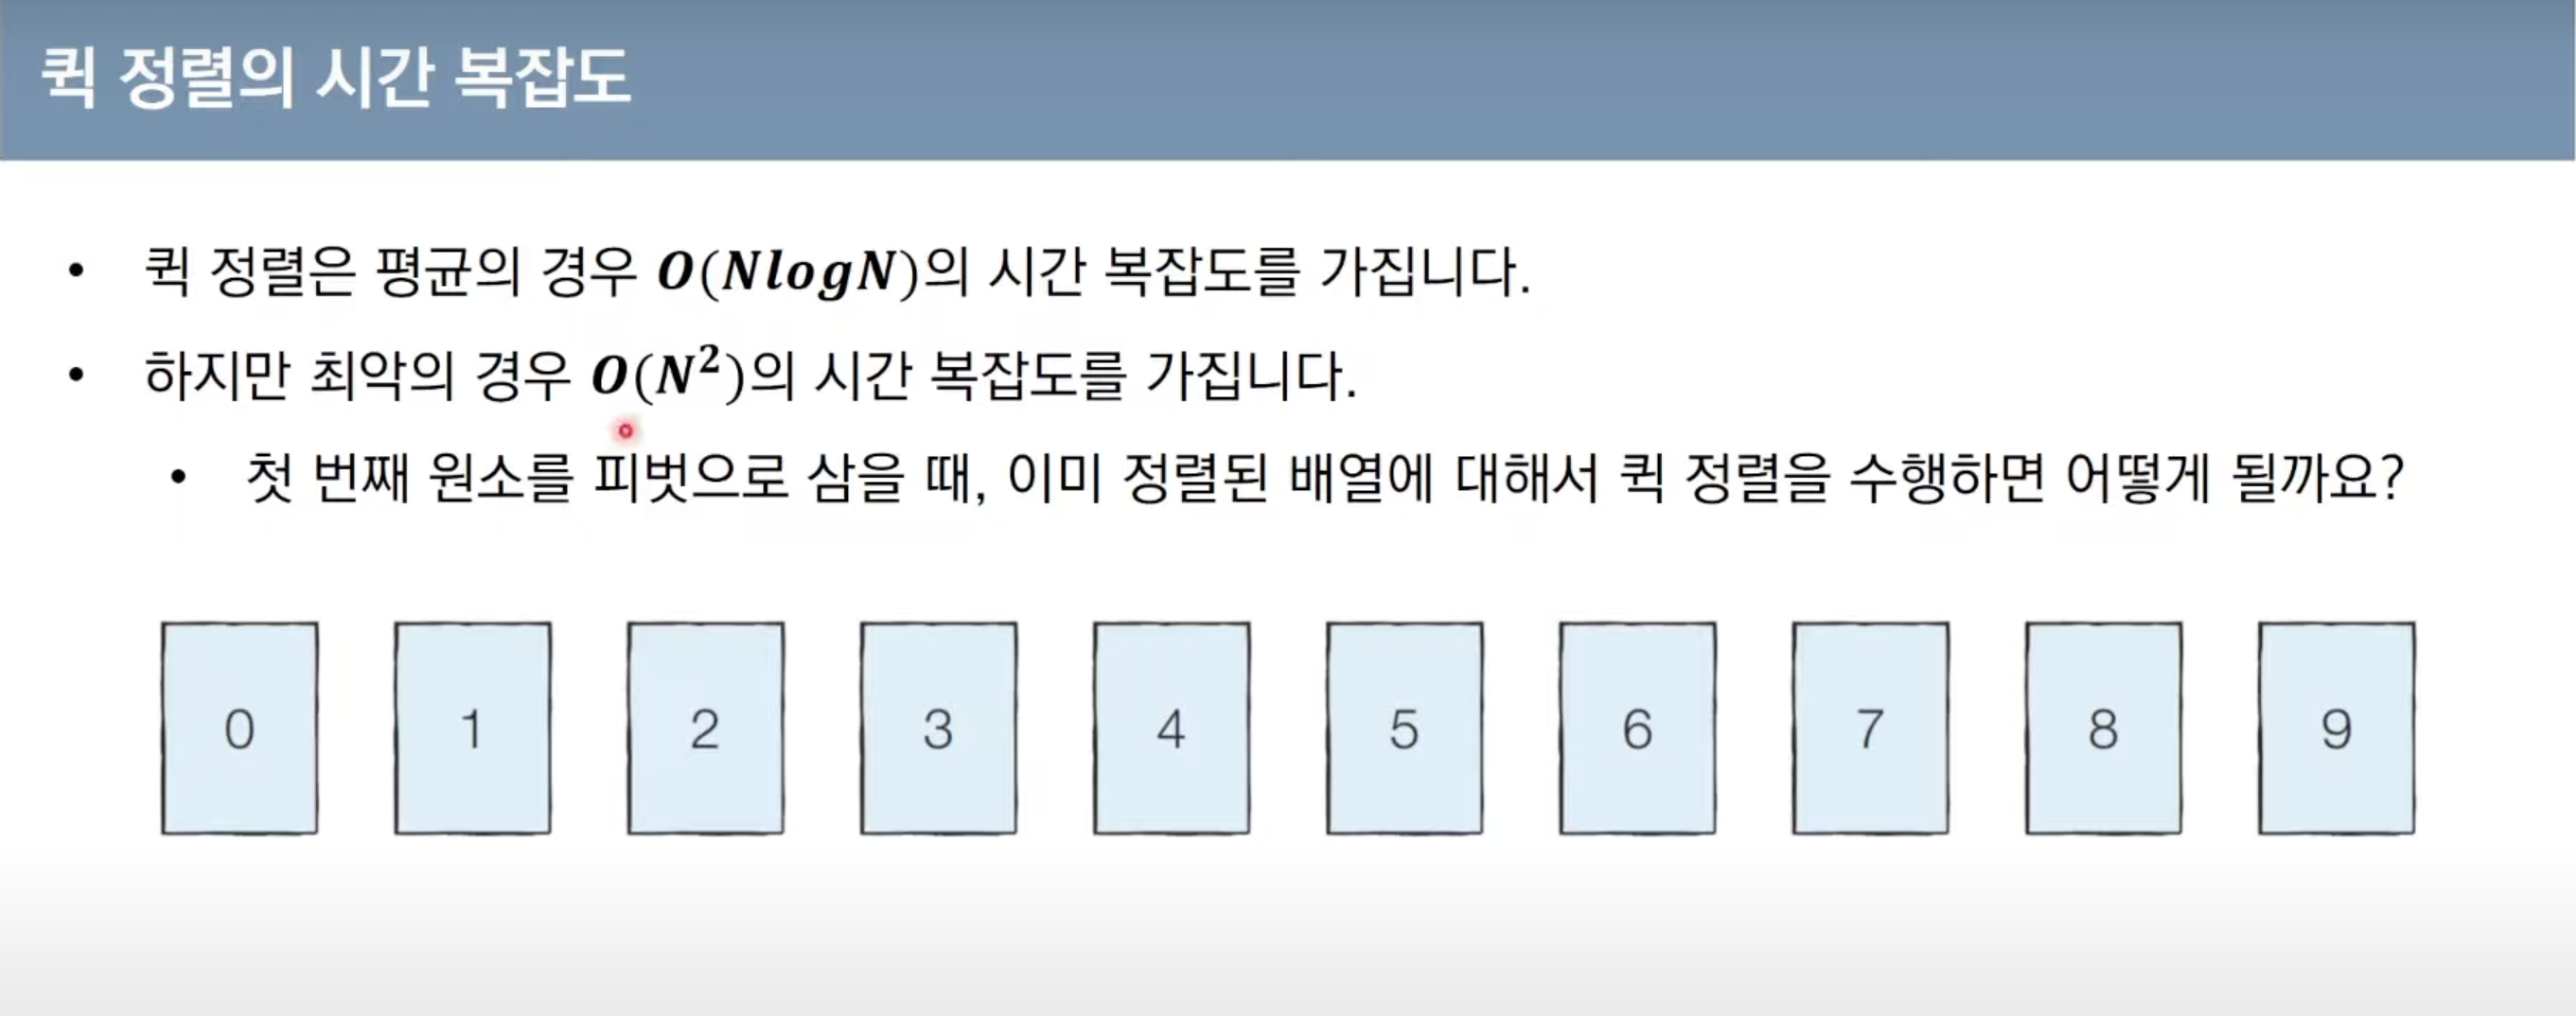 퀵 정렬의 시간 복잡도
• 퀵 정렬은 평균의 경우 O(NlogN)의 시간 복잡도를 가집니다.
• 하지만 최악의 경우 O(N²)의 시간 복잡도를 가집니다.
• 첫 번째 원소를 피벗으로 삼을 때, 이미 정렬된 배열에 대해서 퀵 정렬을 수행하면 어떻게 될까요?
0 1 2 3 4 5 6 7 8 9